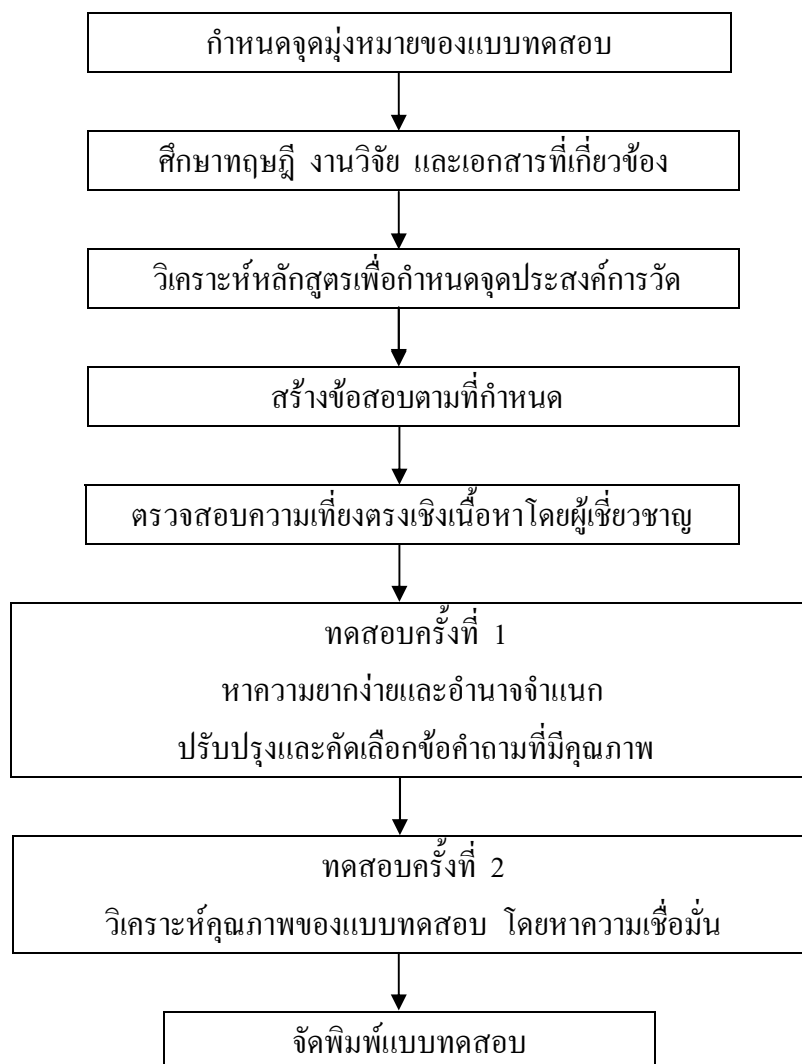 กำหนดจุดมุ่งหมายของแบบทดสอบ
ศึกษาทฤษฎี งานวิจัย และเอกสารที่เกี่ยวข้อง
วิเคราะห์หลักสูตรเพื่อกำหนดจุดประสงค์การวัด
สร้างข้อสอบตามที่กำหนด
ตรวจสอบความเที่ยงตรงเชิงเนื้อหาโดยผู้เชี่ยวชาญ
ทดสอบครั้งที่ 1
หาความยากง่ายและอำนาจจำแนก
ปรับปรุงและคัดเลือกข้อคำถามที่มีคุณภาพ
ทดสอบครั้งที่ 2
วิเคราะห์คุณภาพของแบบทดสอบ โดยหาความเชื่อมั่น
จัดพิมพ์แบบทดสอบ